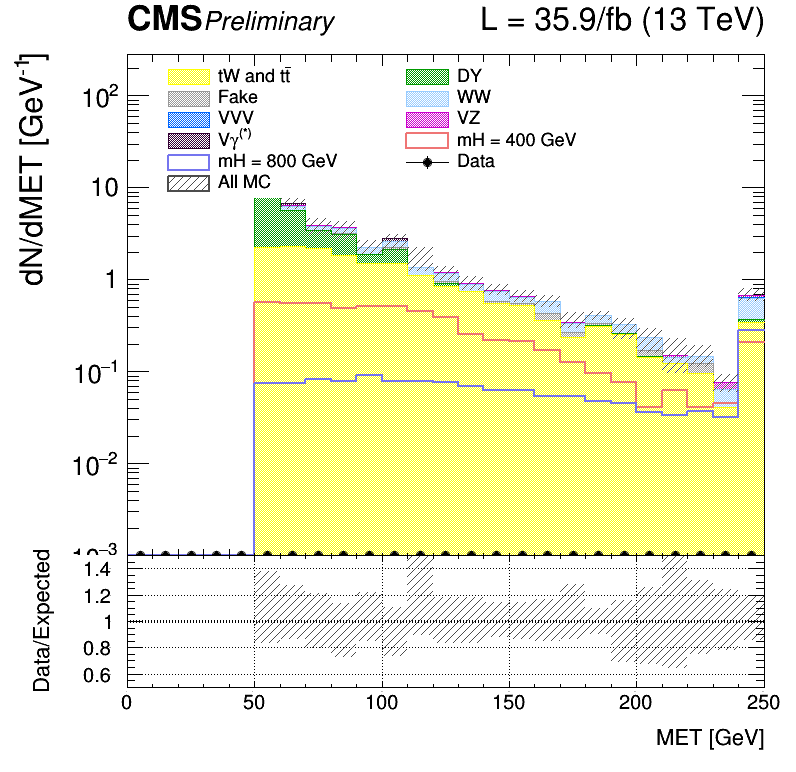 CMS Preliminary L = 35.9/fb (13 TeV)
dN/dMET [GeV⁻¹]
tW and tt̄ DY
Fake WW
VVV VZ
Vγ⁽*⁾ mH = 400 GeV
mH = 800 GeV Data
All MC
10²
10
1
10⁻¹
10⁻²
10⁻³
Data/Expected
1.4
1.2
1
0.8
0.6
0 50 100 150 200 250
MET [GeV]